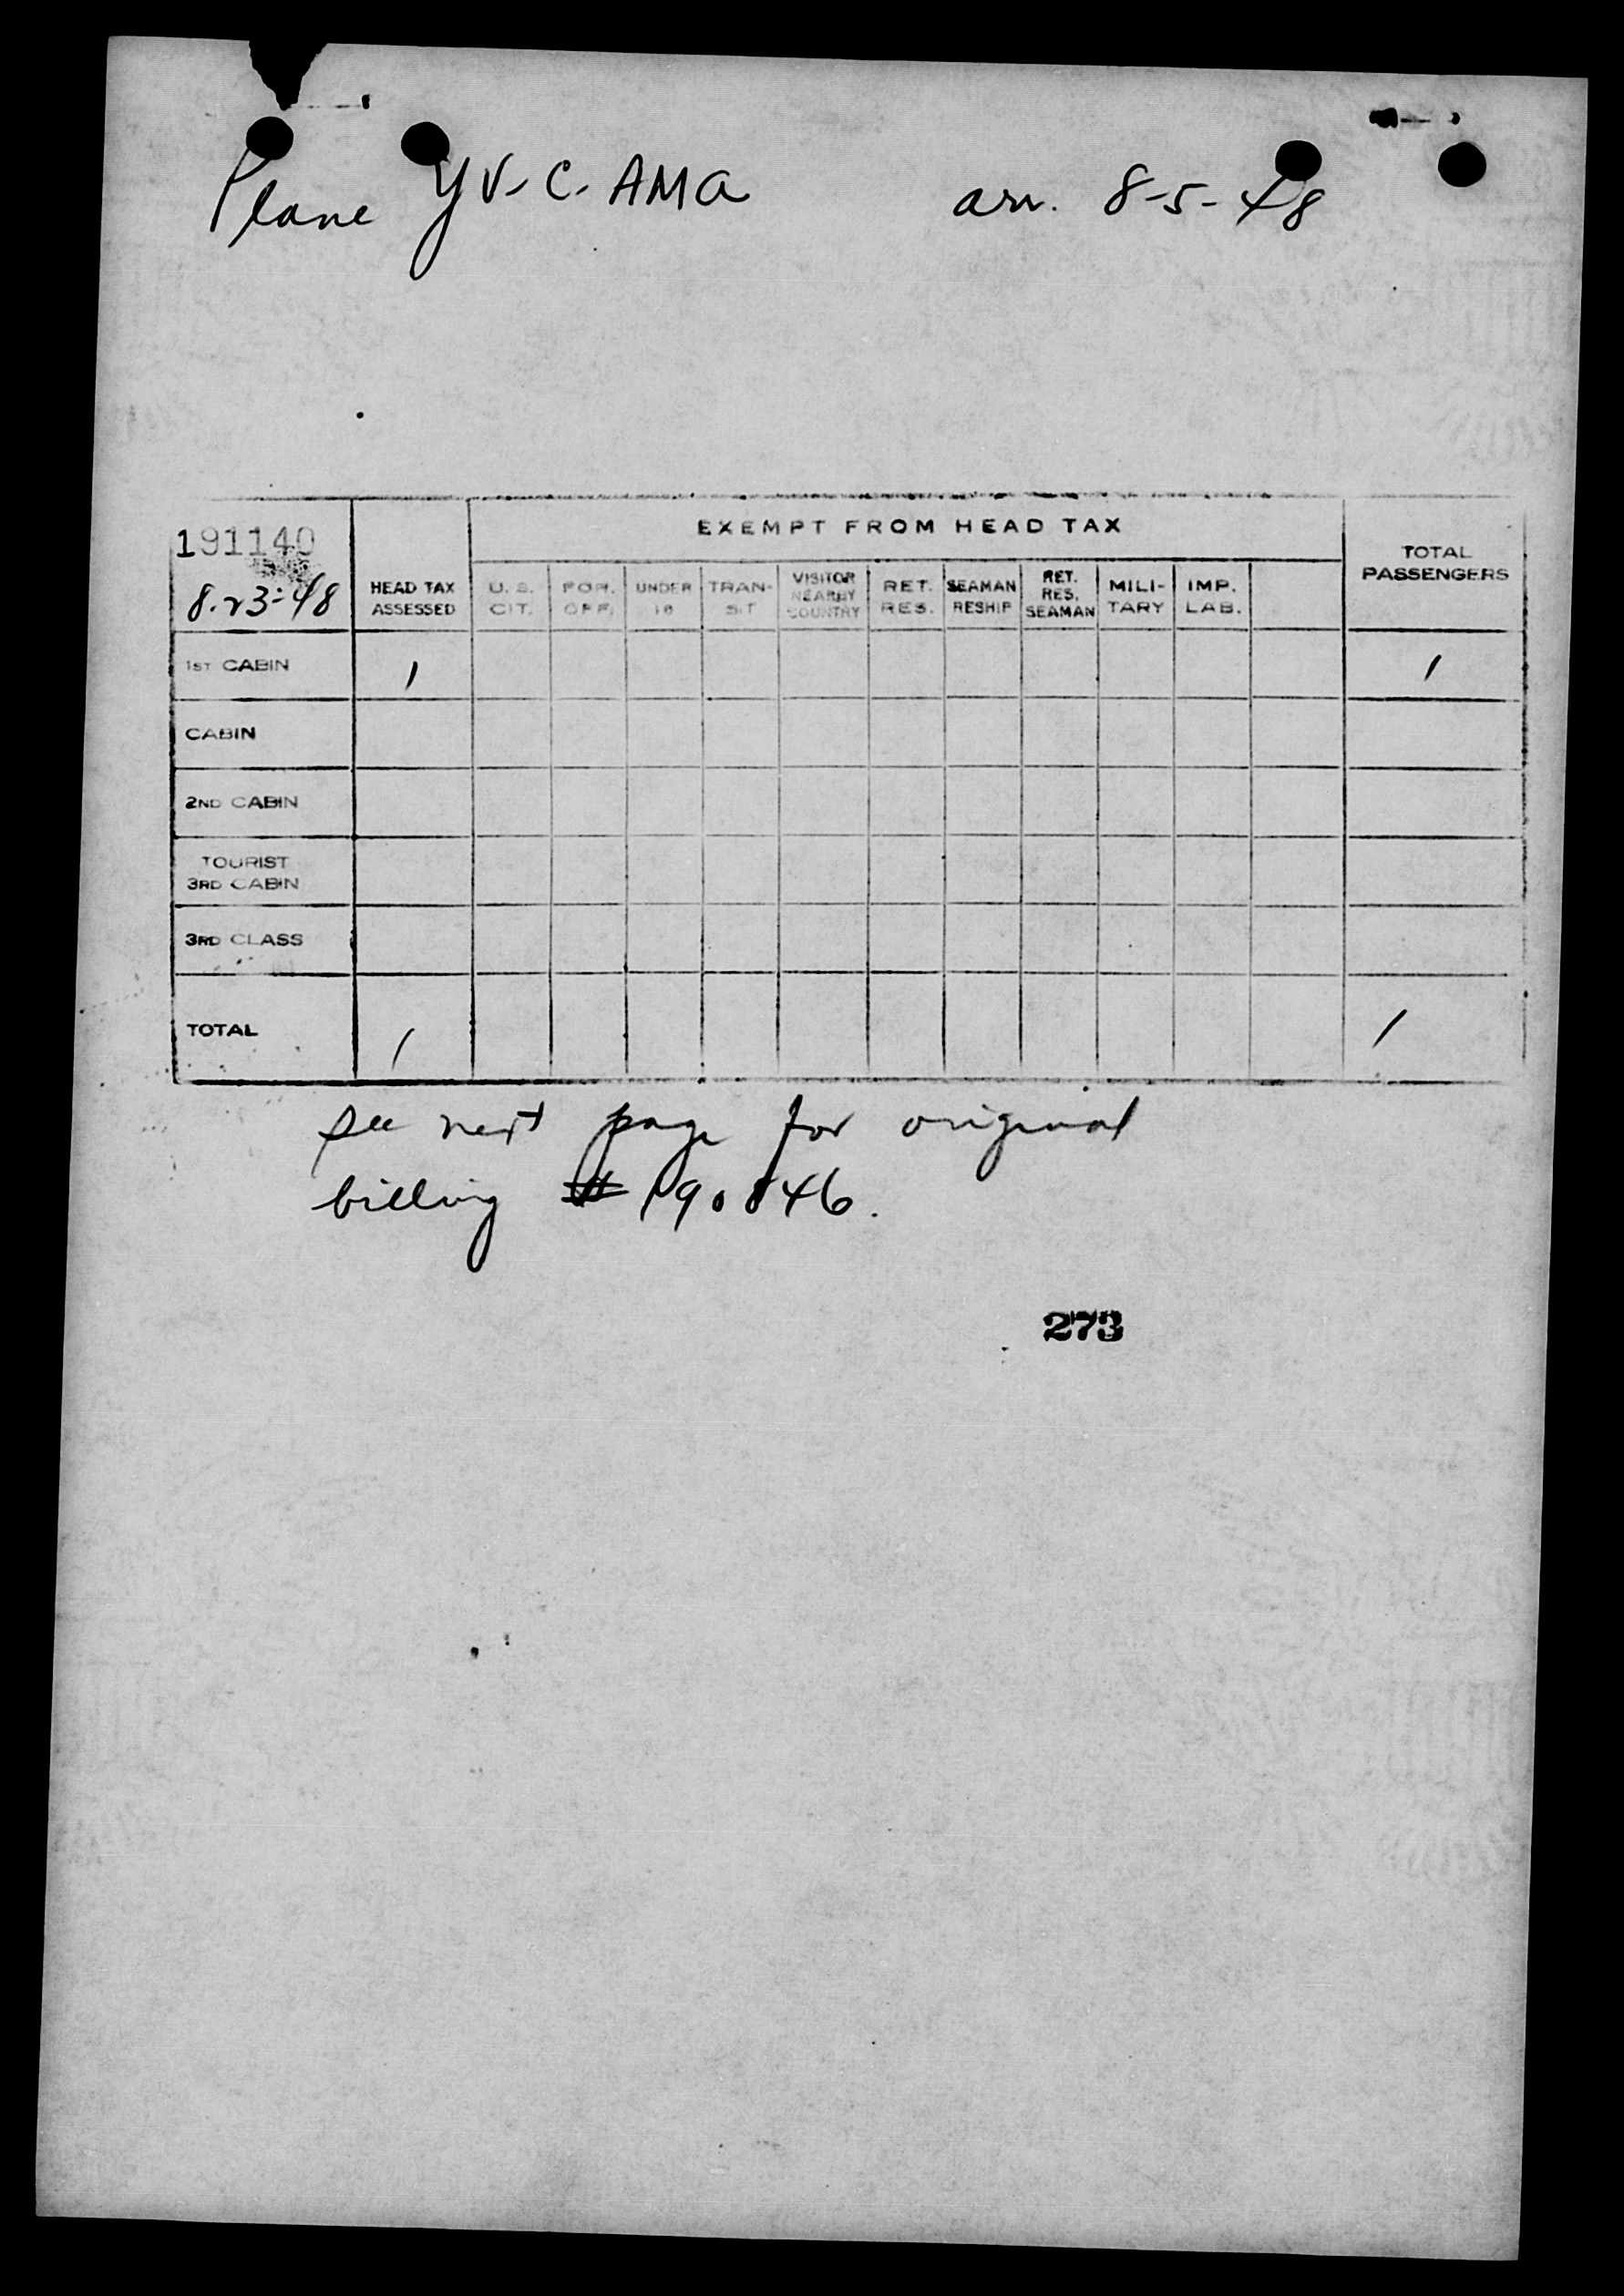 Plane YV-C-AMA arr. 8-5-48
191140
8-23-48
HEAD TAX ASSESSED
EXEMPT FROM HEAD TAX
U. S. CIT.
FOR. OFF.
UNDER 16
TRAN-SIT
VISITOR NEARBY COUNTRY
RET. RES.
SEAMAN RESHIP
RET. RES. SEAMAN
MILI-TARY
IMP. LAB.
TOTAL PASSENGERS
1ST CABIN 1 1
CABIN
2ND CABIN
TOURIST
3RD CABIN
3RD CLASS
TOTAL 1 1
see next page for original
billing # 190846.
273